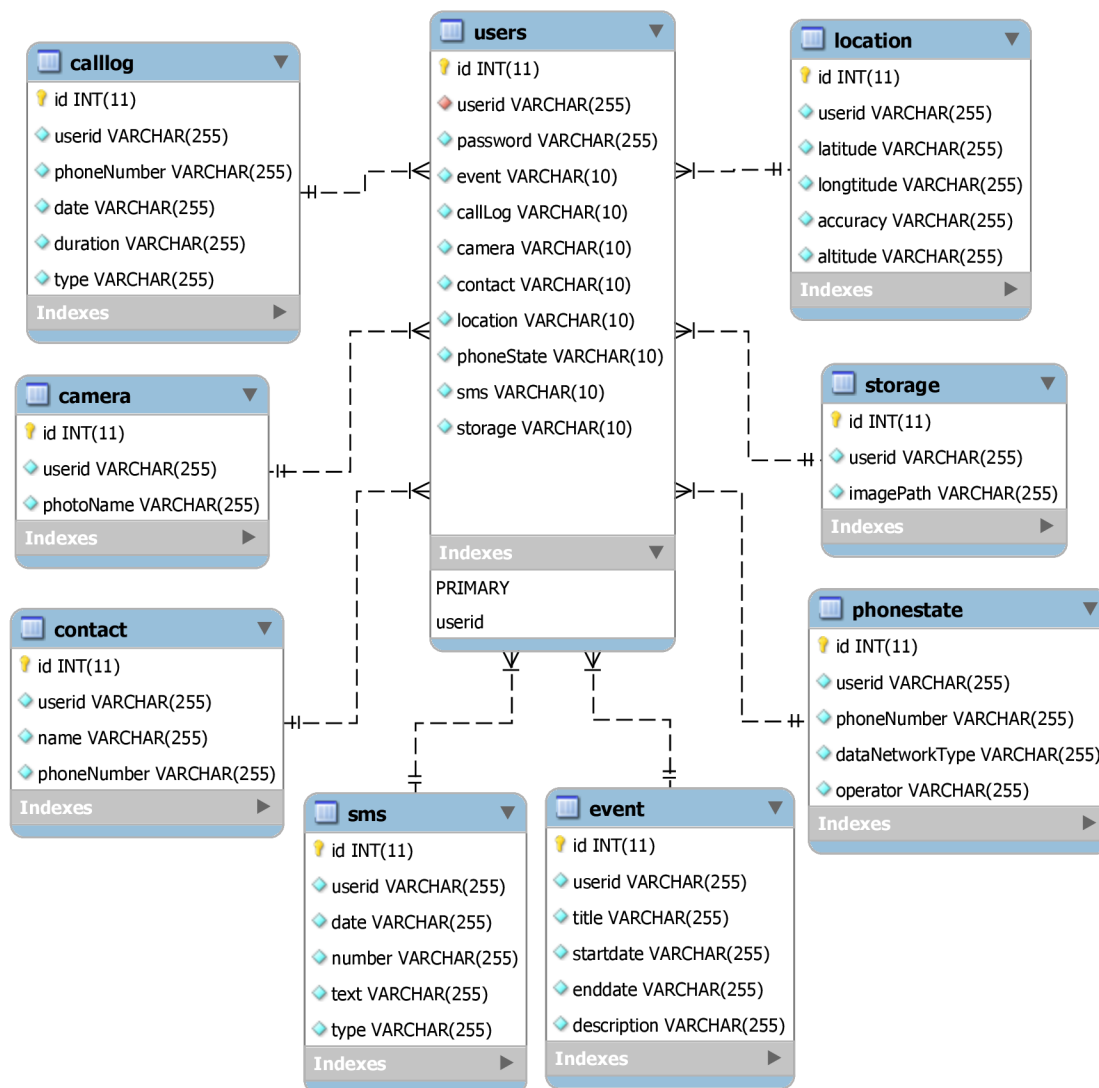 calllog
id INT(11)
userid VARCHAR(255)
phoneNumber VARCHAR(255)
date VARCHAR(255)
duration VARCHAR(255)
type VARCHAR(255)
Indexes
users
id INT(11)
userid VARCHAR(255)
password VARCHAR(255)
event VARCHAR(10)
callLog VARCHAR(10)
camera VARCHAR(10)
contact VARCHAR(10)
location VARCHAR(10)
phoneState VARCHAR(10)
sms VARCHAR(10)
storage VARCHAR(10)
Indexes
PRIMARY
userid
location
id INT(11)
userid VARCHAR(255)
latitude VARCHAR(255)
longtitude VARCHAR(255)
accuracy VARCHAR(255)
altitude VARCHAR(255)
Indexes
camera
id INT(11)
userid VARCHAR(255)
photoName VARCHAR(255)
Indexes
storage
id INT(11)
userid VARCHAR(255)
imagePath VARCHAR(255)
Indexes
contact
id INT(11)
userid VARCHAR(255)
name VARCHAR(255)
phoneNumber VARCHAR(255)
Indexes
phonestate
id INT(11)
userid VARCHAR(255)
phoneNumber VARCHAR(255)
dataNetworkType VARCHAR(255)
operator VARCHAR(255)
Indexes
sms
id INT(11)
userid VARCHAR(255)
date VARCHAR(255)
number VARCHAR(255)
text VARCHAR(255)
type VARCHAR(255)
Indexes
event
id INT(11)
userid VARCHAR(255)
title VARCHAR(255)
startdate VARCHAR(255)
enddate VARCHAR(255)
description VARCHAR(255)
Indexes